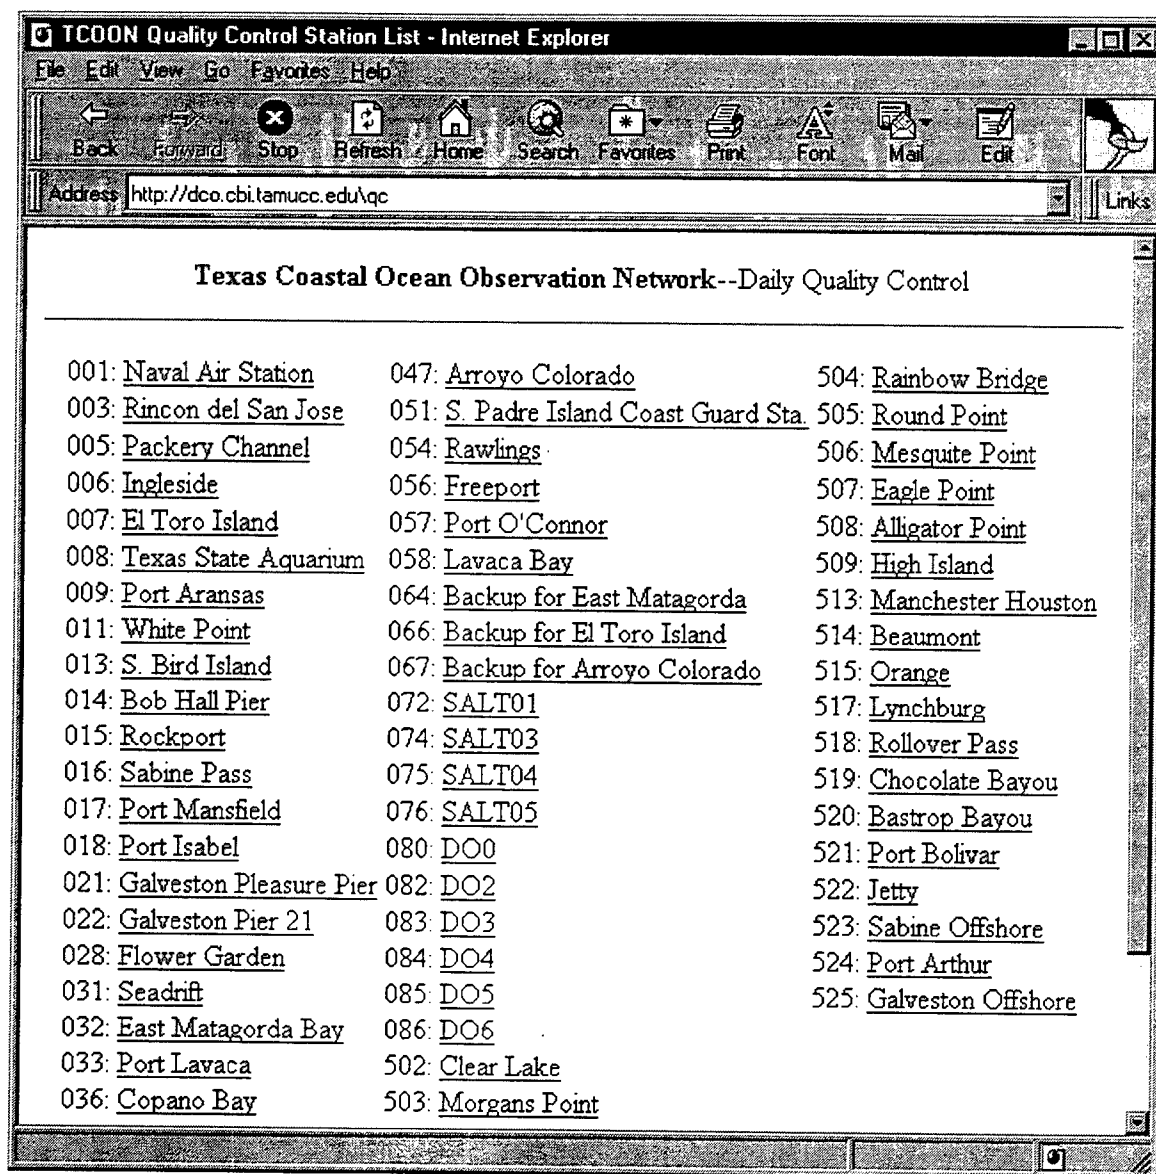 TCOON Quality Control Station List - Internet Explorer
File Edit View Go Favorites Help
Back Forward Stop Refresh Home Search Favorites Print Font Mail Edit
Address http://dco.cbi.tamucc.edu\qc Links
Texas Coastal Ocean Observation Network--Daily Quality Control
001: Naval Air Station
003: Rincon del San Jose
005: Packery Channel
006: Ingleside
007: El Toro Island
008: Texas State Aquarium
009: Port Aransas
011: White Point
013: S. Bird Island
014: Bob Hall Pier
015: Rockport
016: Sabine Pass
017: Port Mansfield
018: Port Isabel
021: Galveston Pleasure Pier
022: Galveston Pier 21
028: Flower Garden
031: Seadrift
032: East Matagorda Bay
033: Port Lavaca
036: Copano Bay
047: Arroyo Colorado
051: S. Padre Island Coast Guard Sta.
054: Rawlings
056: Freeport
057: Port O'Connor
058: Lavaca Bay
064: Backup for East Matagorda
066: Backup for El Toro Island
067: Backup for Arroyo Colorado
072: SALT01
074: SALT03
075: SALT04
076: SALT05
080: DO0
082: DO2
083: DO3
084: DO4
085: DO5
086: DO6
502: Clear Lake
503: Morgans Point
504: Rainbow Bridge
505: Round Point
506: Mesquite Point
507: Eagle Point
508: Alligator Point
509: High Island
513: Manchester Houston
514: Beaumont
515: Orange
517: Lynchburg
518: Rollover Pass
519: Chocolate Bayou
520: Bastrop Bayou
521: Port Bolivar
522: Jetty
523: Sabine Offshore
524: Port Arthur
525: Galveston Offshore